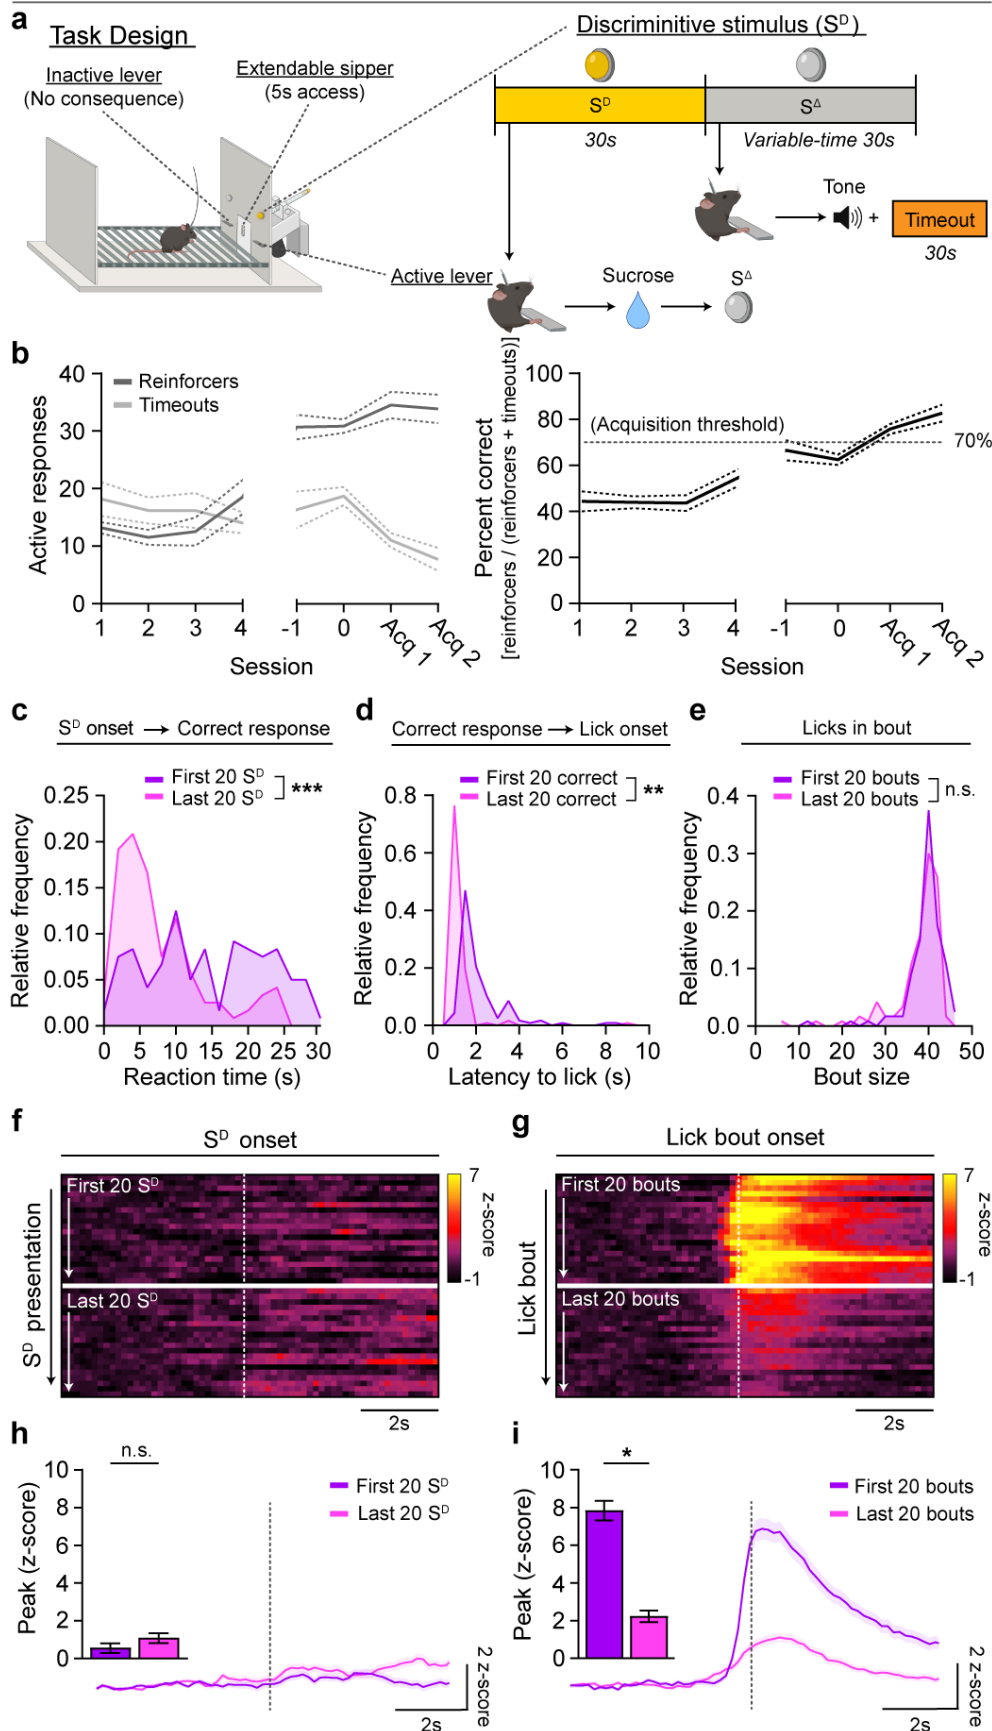 a
Task Design
Discriminitive stimulus (Sᴰ)
Inactive lever
(No consequence)
Extendable sipper
(5s access)
Sᴰ
S^Δ
30s
Variable-time 30s
Tone
+
Timeout
30s
Active lever
Sucrose
S^Δ
b
Active responses
40
30
20
10
0
Reinforcers
Timeouts
1 2 3 4 -1 0 Acq 1 Acq 2
Session
Percent correct
[reinforcers / (reinforcers + timeouts)]
100
80
60
40
20
0
(Acquisition threshold)
70%
1 2 3 4 -1 0 Acq 1 Acq 2
Session
c
Sᴰ onset → Correct response
First 20 Sᴰ
Last 20 Sᴰ
***
Relative frequency
0.25
0.20
0.15
0.10
0.05
0.00
0 5 10 15 20 25 30
Reaction time (s)
d
Correct response → Lick onset
First 20 correct
Last 20 correct
**
Relative frequency
0.8
0.6
0.4
0.2
0.0
0 2 4 6 8 10
Latency to lick (s)
e
Licks in bout
First 20 bouts
Last 20 bouts
n.s.
Relative frequency
0.4
0.3
0.2
0.1
0.0
0 10 20 30 40 50
Bout size
f
Sᴰ onset
Sᴰ presentation
First 20 Sᴰ
Last 20 Sᴰ
7
z-score
-1
2s
g
Lick bout onset
Lick bout
First 20 bouts
Last 20 bouts
7
z-score
-1
2s
h
n.s.
Peak (z-score)
10
8
6
4
2
0
First 20 Sᴰ
Last 20 Sᴰ
2 z-score
2s
i
*
Peak (z-score)
10
8
6
4
2
0
First 20 bouts
Last 20 bouts
2 z-score
2s